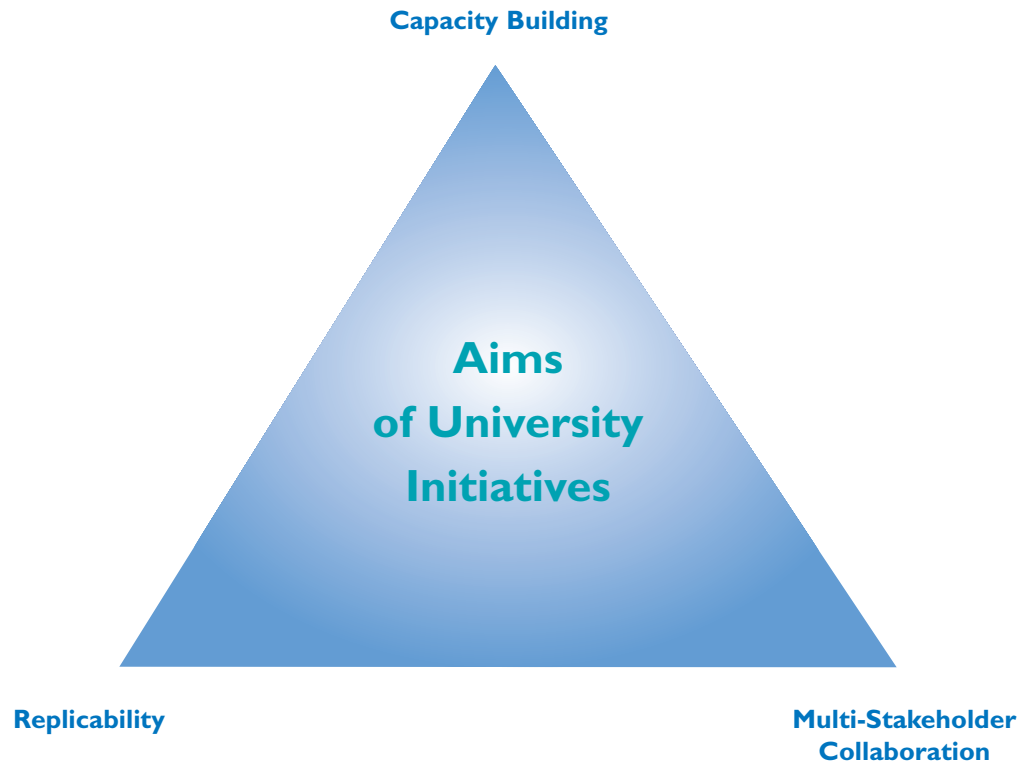 Capacity Building
Aims
of University
Initiatives
Replicability
Multi-Stakeholder
Collaboration